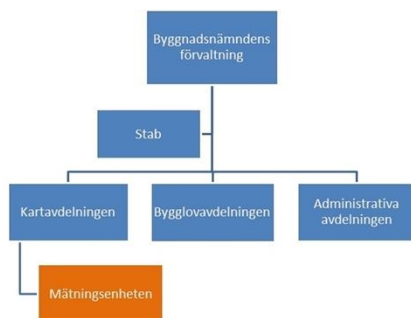 Byggnadsnämndens
förvaltning
Stab
Kartavdelningen
Bygglovavdelningen
Administrativa
avdelningen
Mätningsenheten